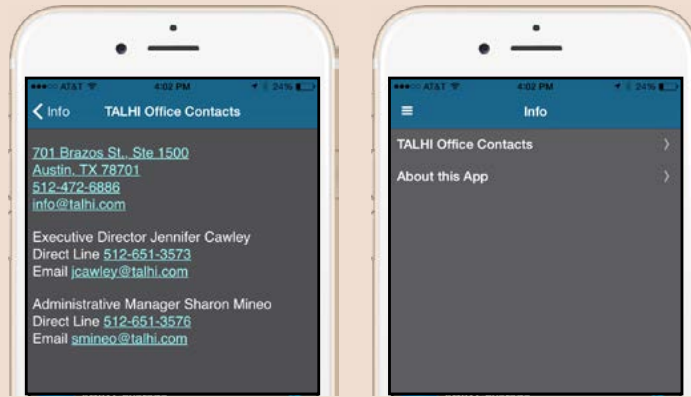 AT&T 4:02 PM 24%
Info TALHI Office Contacts
701 Brazos St., Ste 1500
Austin, TX 78701
512-472-6886
info@talhi.com
Executive Director Jennifer Cawley
Direct Line 512-651-3573
Email jcawley@talhi.com
Administrative Manager Sharon Mineo
Direct Line 512-651-3576
Email smineo@talhi.com
AT&T 4:02 PM 24%
Info
TALHI Office Contacts
About this App